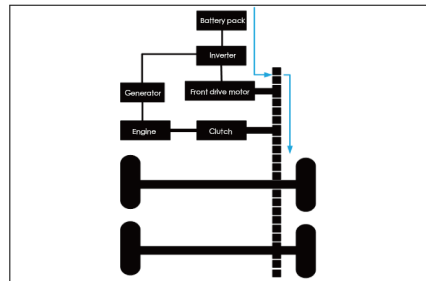 Battery pack
Inverter
Generator
Front drive motor
Engine
Clutch